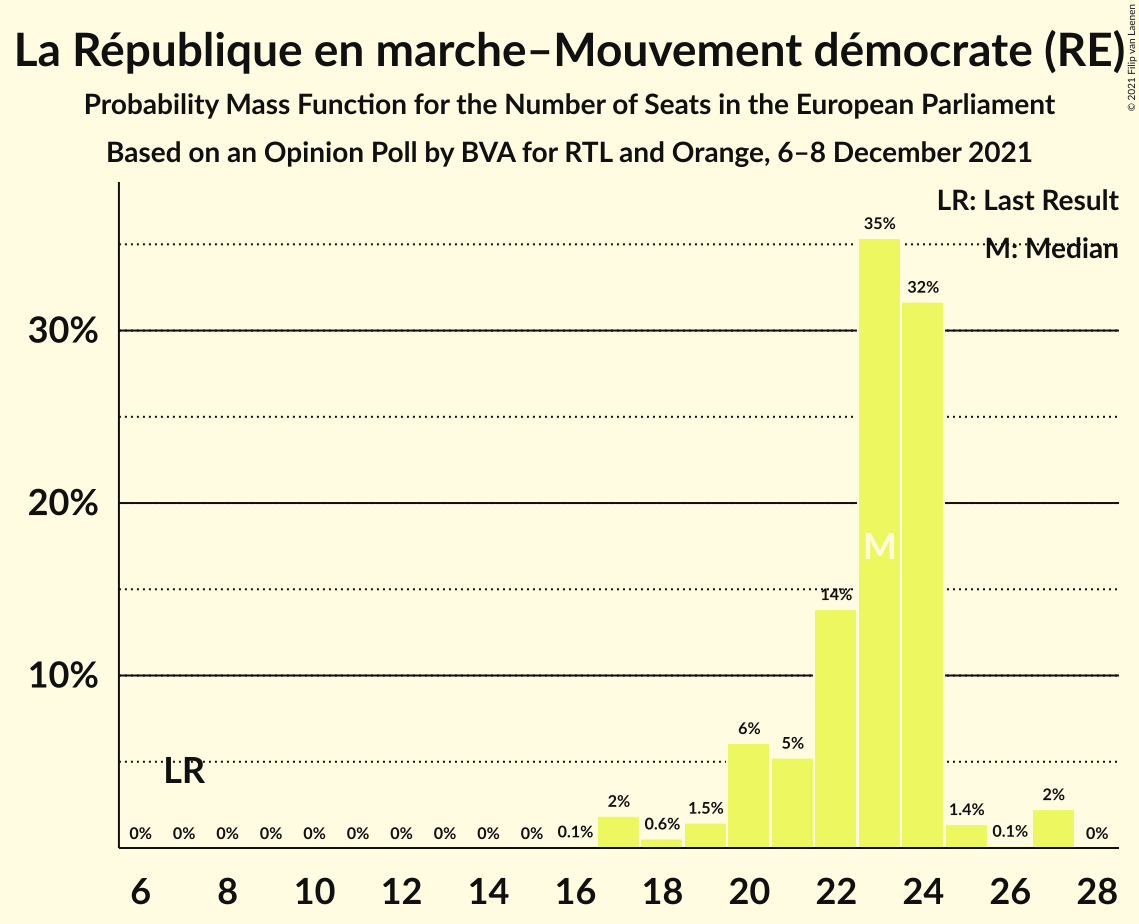 La République en marche–Mouvement démocrate (RE)
Probability Mass Function for the Number of Seats in the European Parliament
Based on an Opinion Poll by BVA for RTL and Orange, 6–8 December 2021
© 2021 Filip van Laenen
LR: Last Result
M: Median
35%
32%
30%
20%
M
14%
10%
6%
5%
LR
2%
0.6%
1.5%
1.4%
2%
0% 0% 0% 0% 0% 0% 0% 0% 0% 0% 0.1% 0.1% 0%
6 8 10 12 14 16 18 20 22 24 26 28